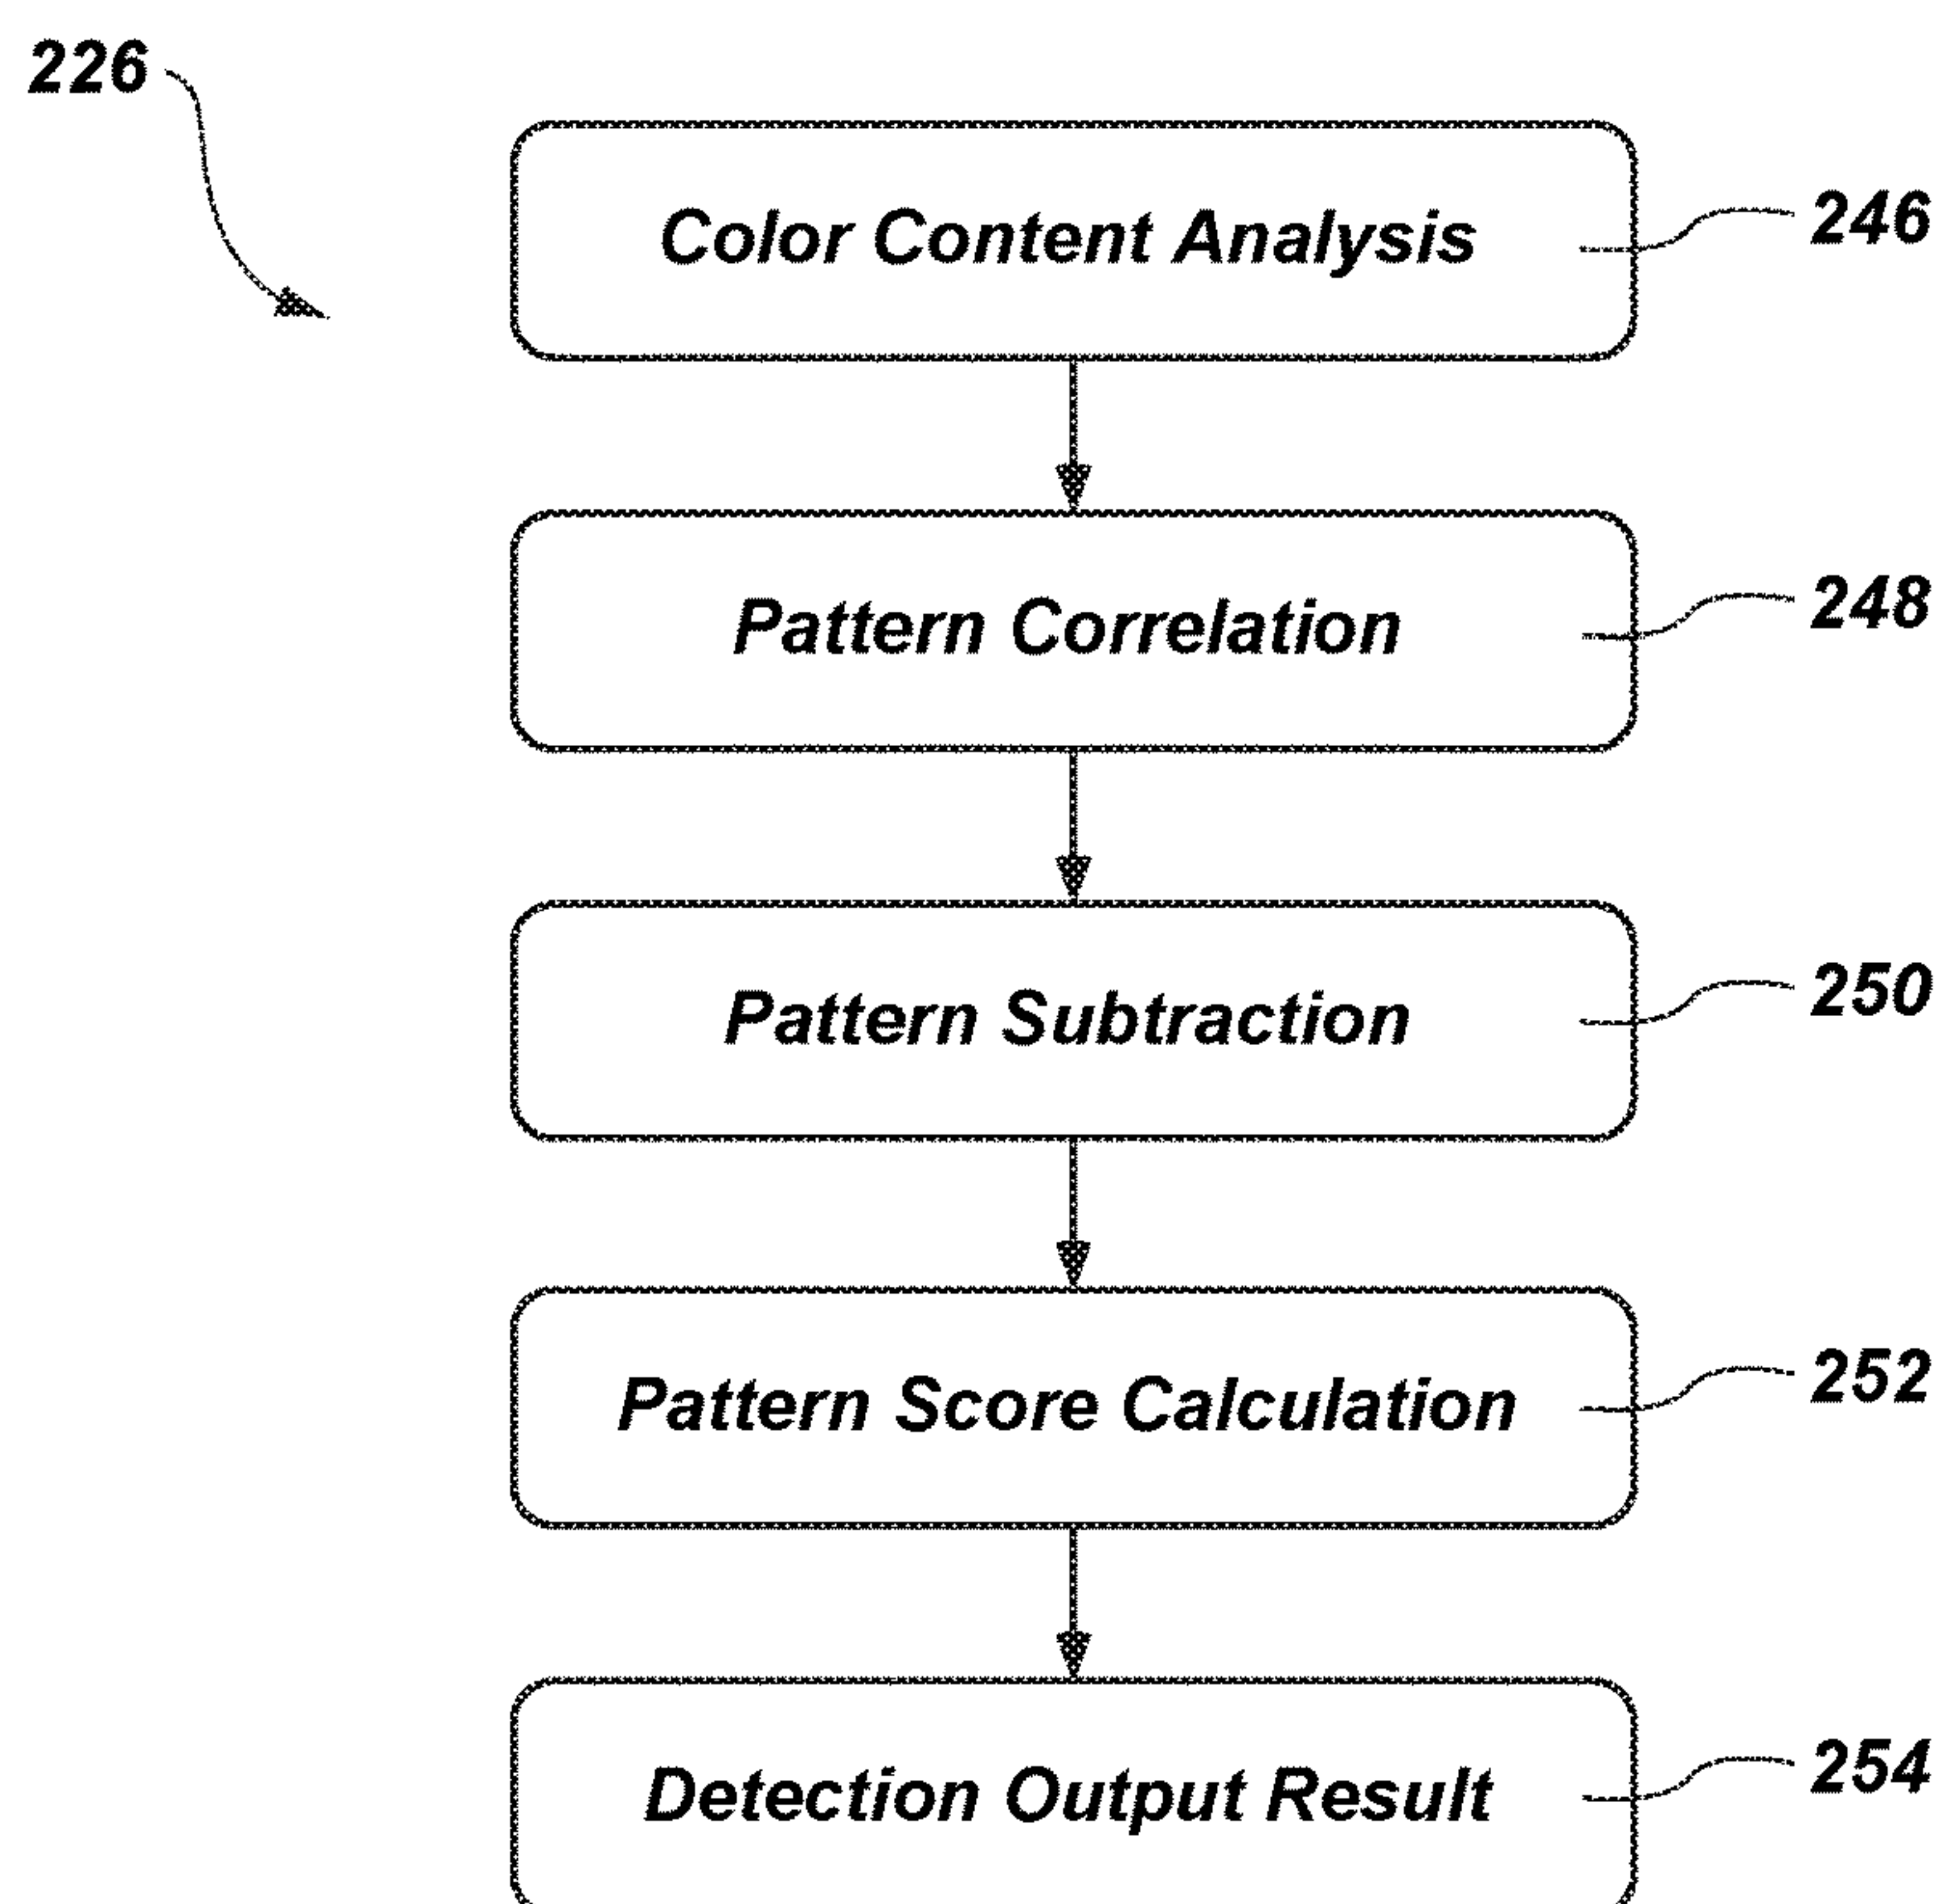 226
Color Content Analysis
246
Pattern Correlation
248
Pattern Subtraction
250
Pattern Score Calculation
252
Detection Output Result
254